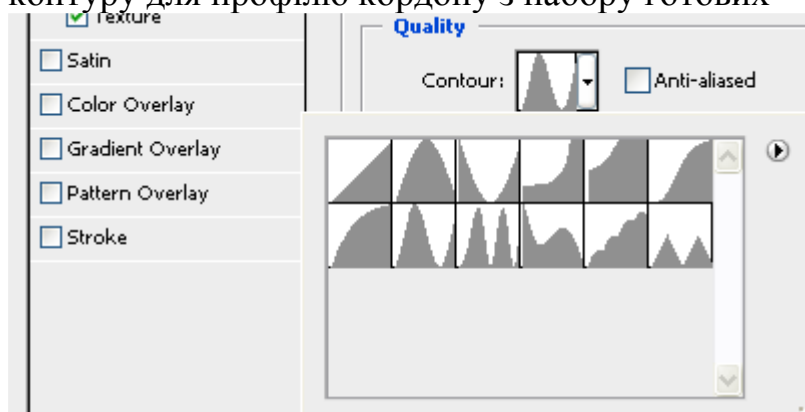 контуру для профілю кордону з набору готових
Texture
Quality
Satin
Contour:
Anti-aliased
Color Overlay
Gradient Overlay
Pattern Overlay
Stroke